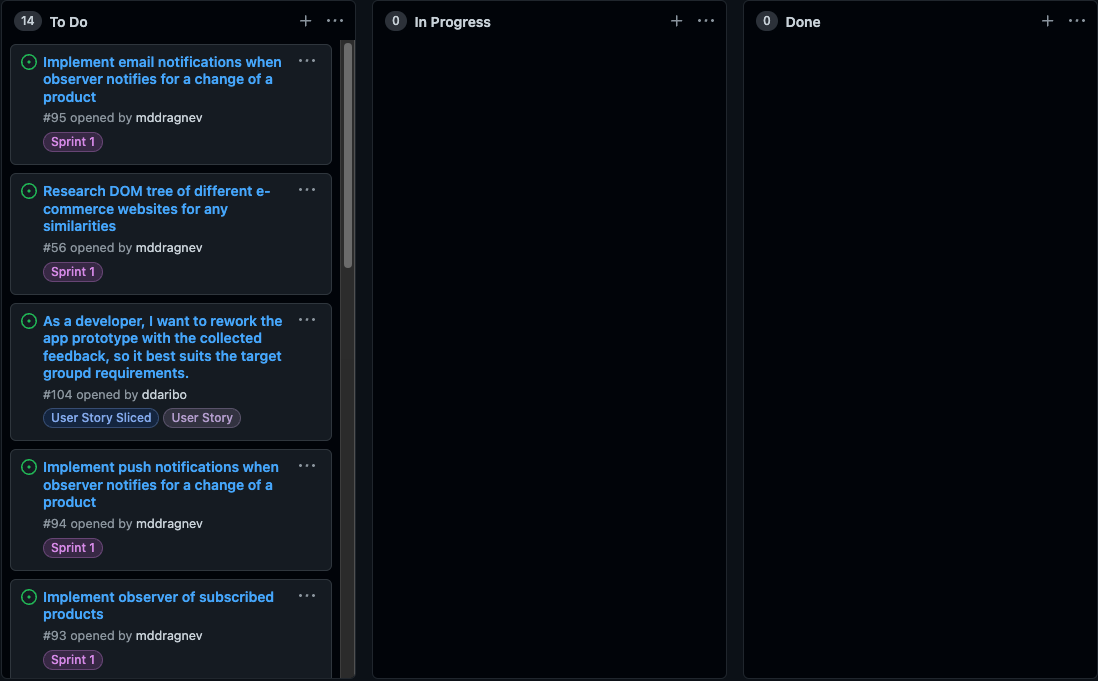 14 To Do
Implement email notifications when
observer notifies for a change of a
product
#95 opened by mddragnev
Sprint 1
Research DOM tree of different e-
commerce websites for any
similarities
#56 opened by mddragnev
Sprint 1
As a developer, I want to rework the
app prototype with the collected
feedback, so it best suits the target
groupd requirements.
#104 opened by ddaribo
User Story Sliced User Story
Implement push notifications when
observer notifies for a change of a
product
#94 opened by mddragnev
Sprint 1
Implement observer of subscribed
products
#93 opened by mddragnev
Sprint 1
0 In Progress
0 Done